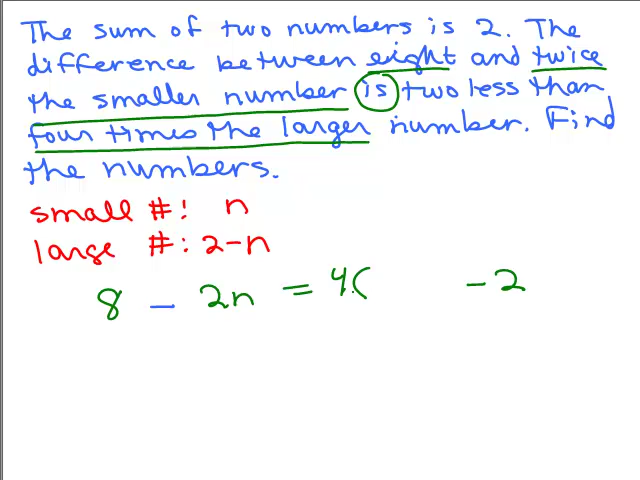 The sum of two numbers is 2. The
difference between eight and twice
the smaller number is two less than
four times the larger number. Find
the numbers.
small #: n
large #: 2-n
8 - 2n = 4( - 2